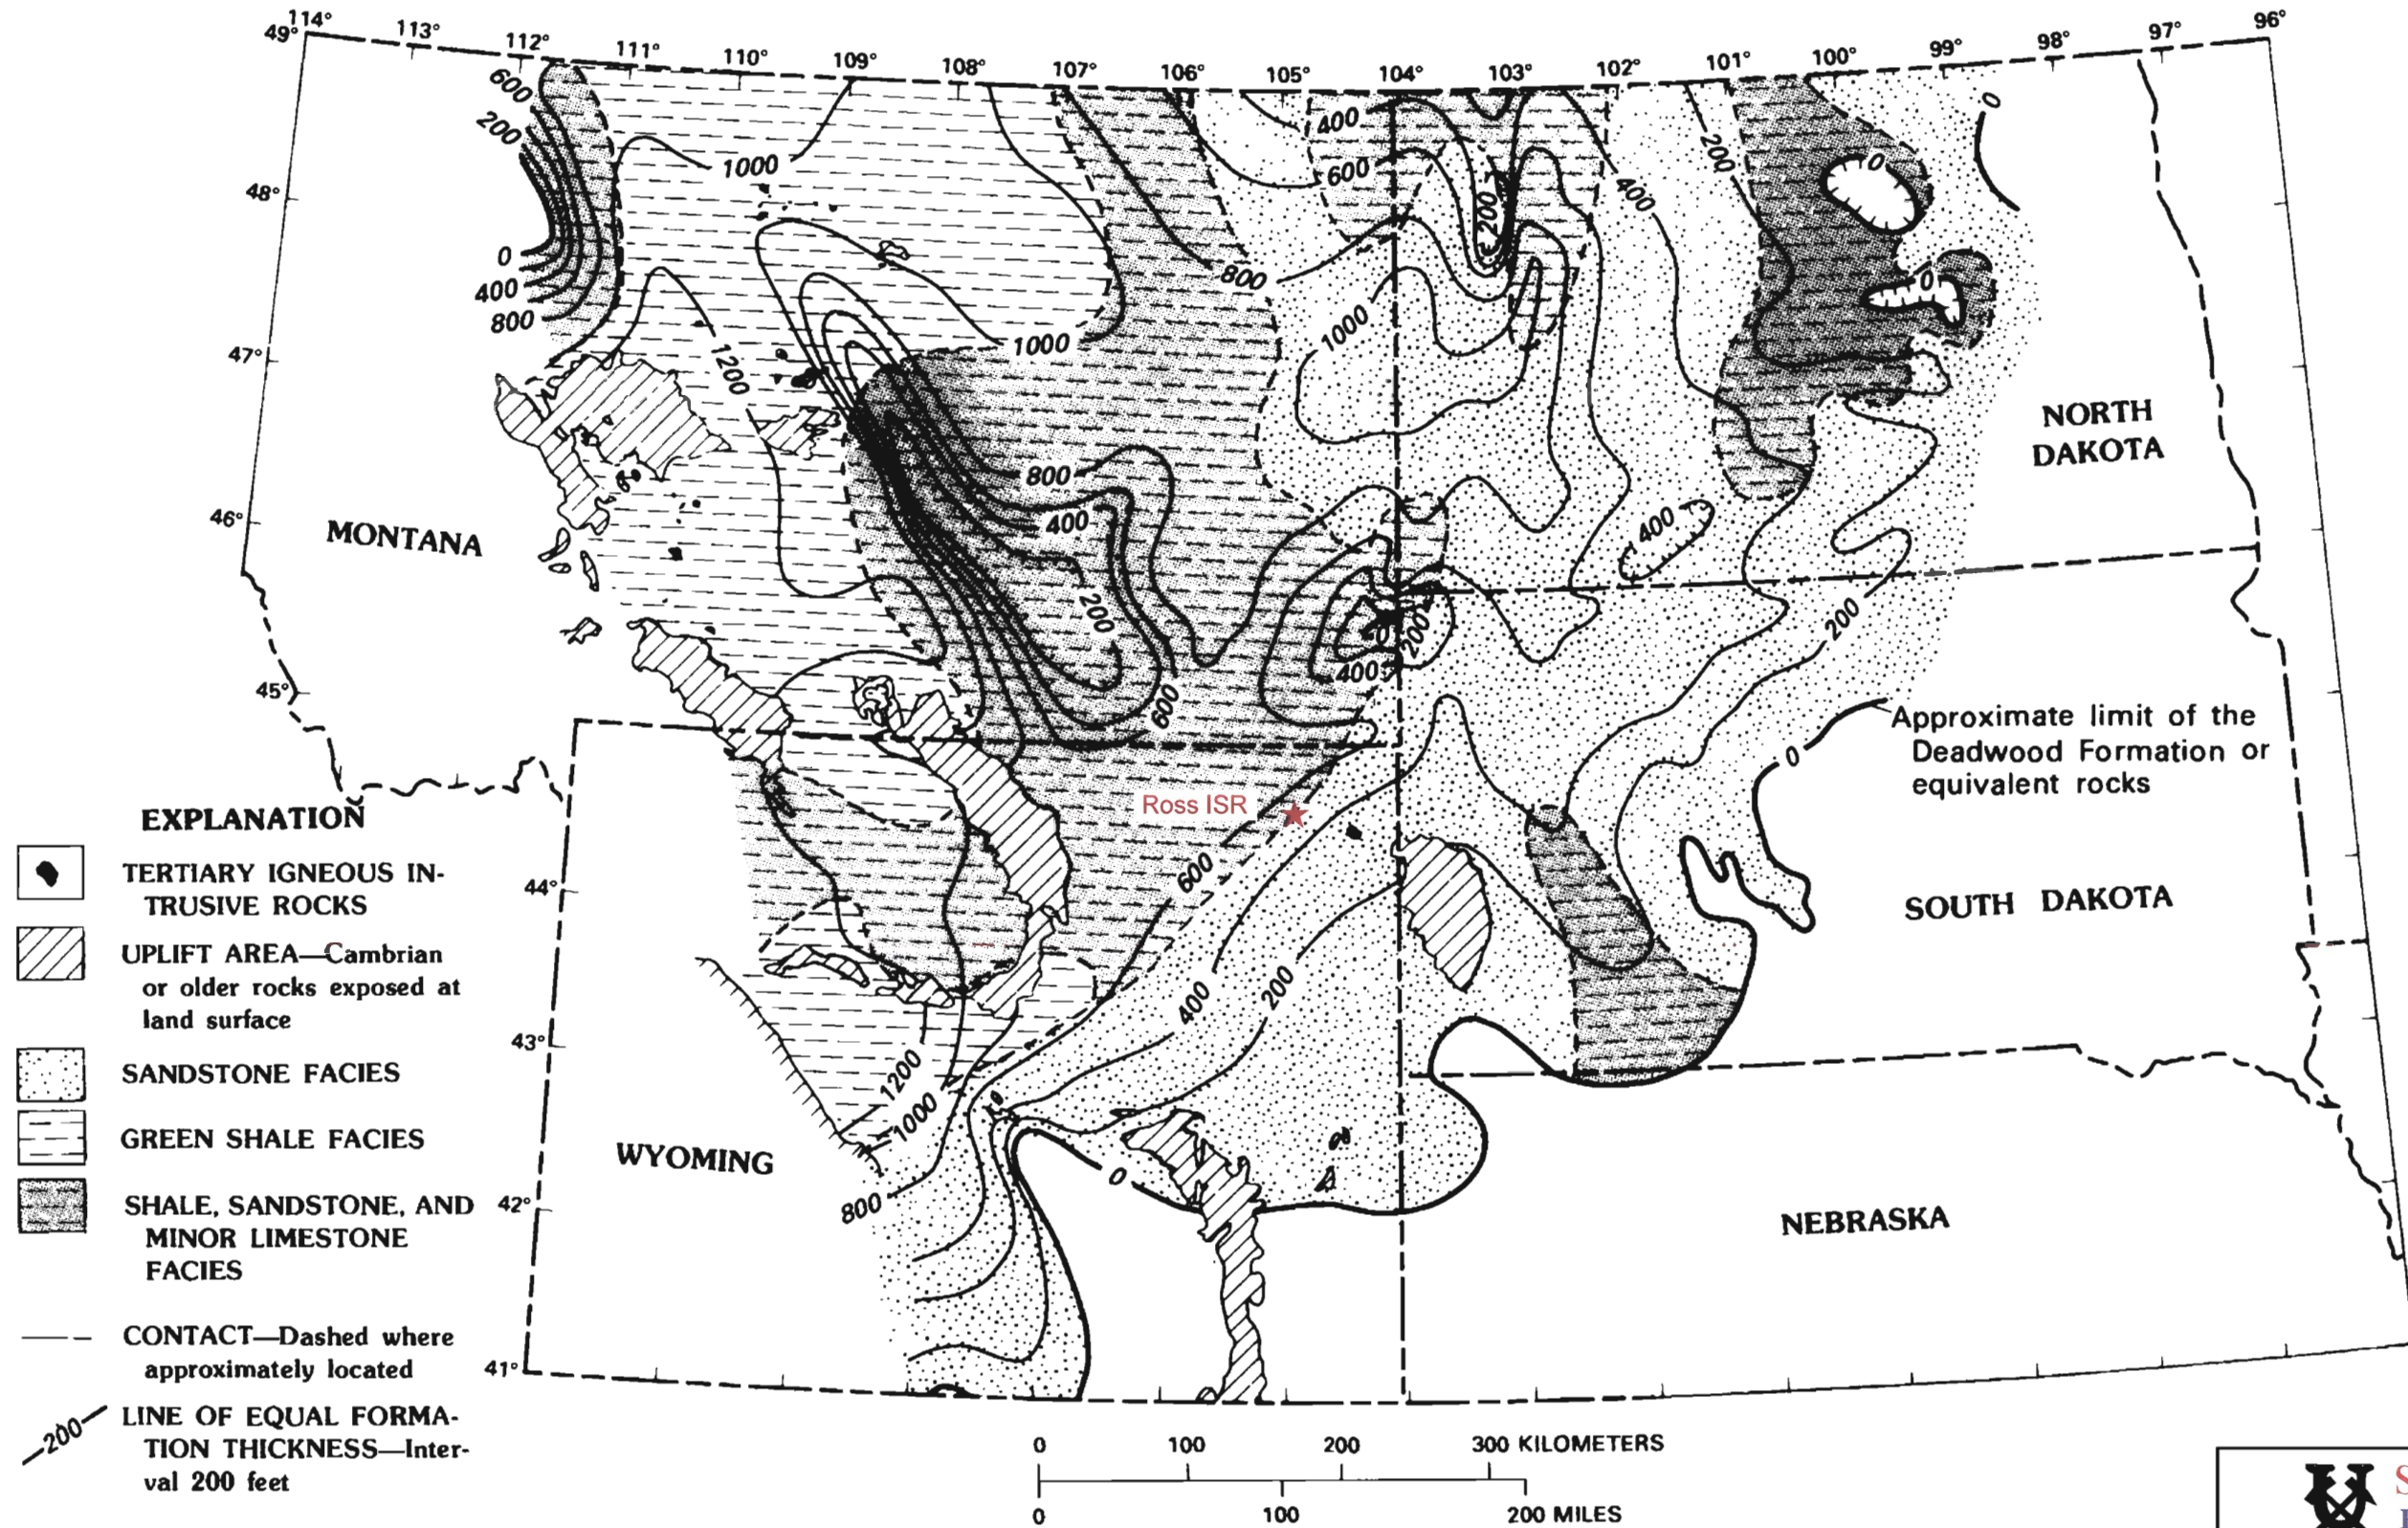 114° 113° 112° 111° 110° 109° 108° 107° 106° 105° 104° 103° 102° 101° 100° 99° 98° 97° 96°
49°
48°
47°
46°
45°
44°
43°
42°
41°
600
200
0
400
800
1000
1200
1000
800
400
200
600
800
1000
400
600
200
400
200
0
0
0
400
0
200
400
200
0
600
400
200
1200
1000
800
0
MONTANA
NORTH
DAKOTA
SOUTH DAKOTA
WYOMING
NEBRASKA
Ross ISR
Approximate limit of the
Deadwood Formation or
equivalent rocks
EXPLANATION
TERTIARY IGNEOUS IN-
TRUSIVE ROCKS
UPLIFT AREA—Cambrian
or older rocks exposed at
land surface
SANDSTONE FACIES
GREEN SHALE FACIES
SHALE, SANDSTONE, AND
MINOR LIMESTONE
FACIES
CONTACT—Dashed where
approximately located
200
LINE OF EQUAL FORMA-
TION THICKNESS—Inter-
val 200 feet
0 100 200 300 KILOMETERS
0 100 200 MILES